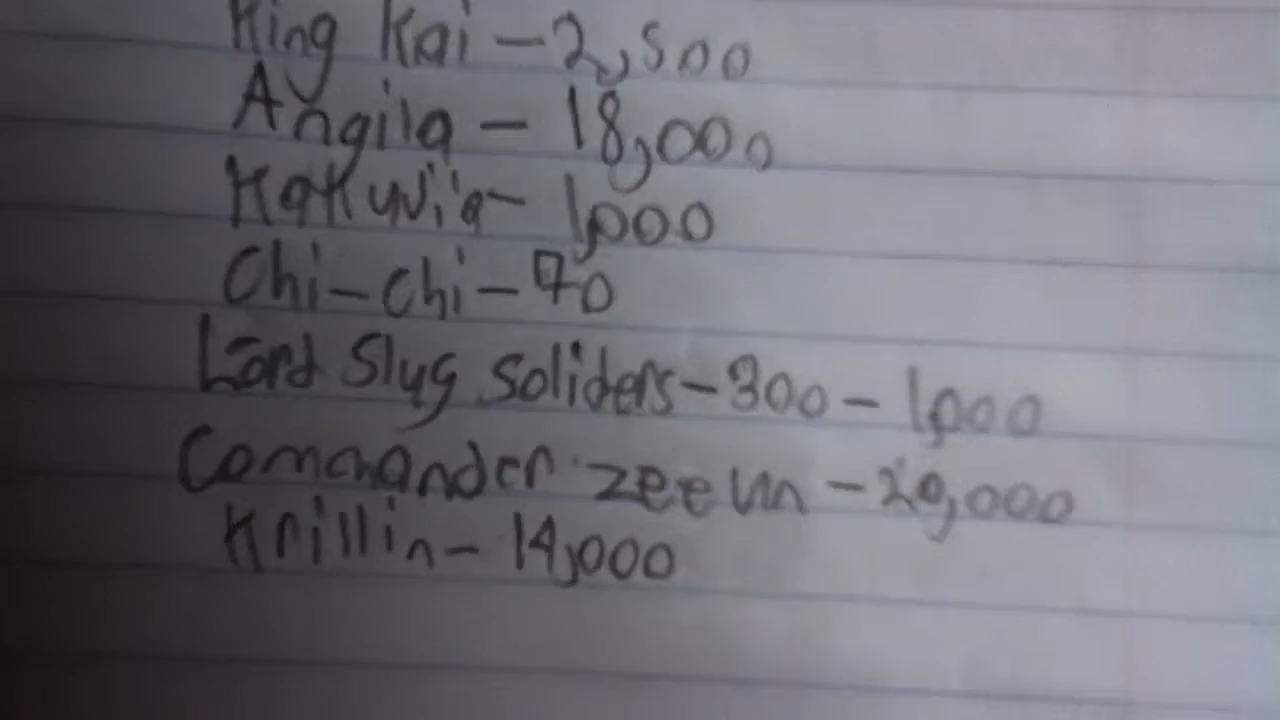 King Kai - 2,500
Angila - 18,000
Kakuvia - 1,000
Chi-Chi - 70
Lord Slug Soliders - 300 - 1,000
Commander zeeun - 20,000
Krillin - 14,000